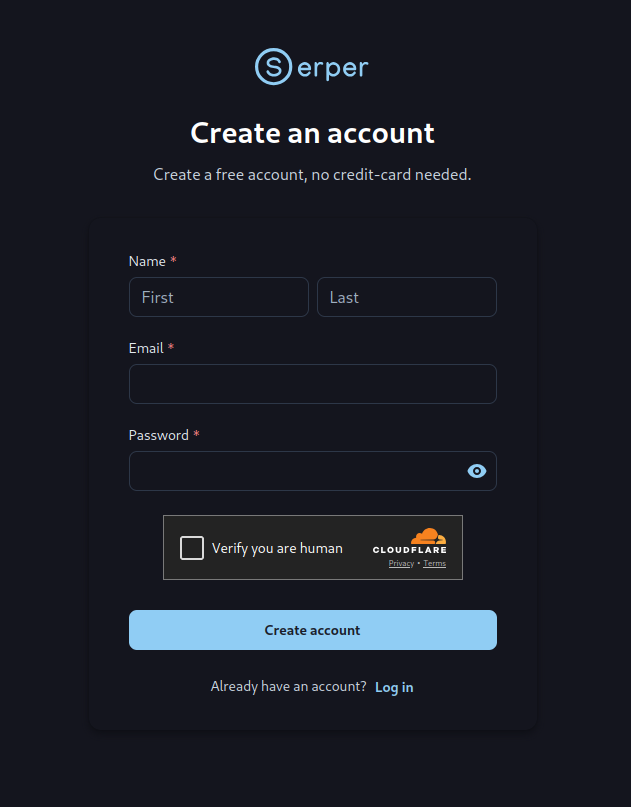 Serper
Create an account
Create a free account, no credit-card needed.
Name *
First Last
Email *
Password *
Verify you are human
CLOUDFLARE
Privacy • Terms
Create account
Already have an account? Log in